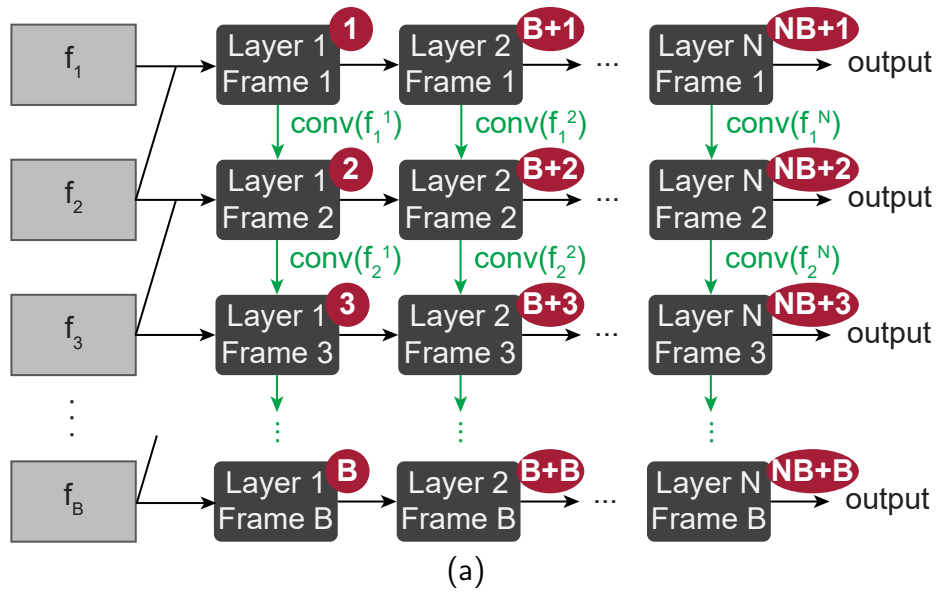 f1
Layer 1
Frame 1
1
Layer 2
Frame 1
B+1
...
Layer N
Frame 1
NB+1
output
conv(f1^1)
conv(f1^2)
conv(f1^N)
f2
Layer 1
Frame 2
2
Layer 2
Frame 2
B+2
...
Layer N
Frame 2
NB+2
output
conv(f2^1)
conv(f2^2)
conv(f2^N)
f3
Layer 1
Frame 3
3
Layer 2
Frame 3
B+3
...
Layer N
Frame 3
NB+3
output
fB
Layer 1
Frame B
B
Layer 2
Frame B
B+B
...
Layer N
Frame B
NB+B
output
(a)